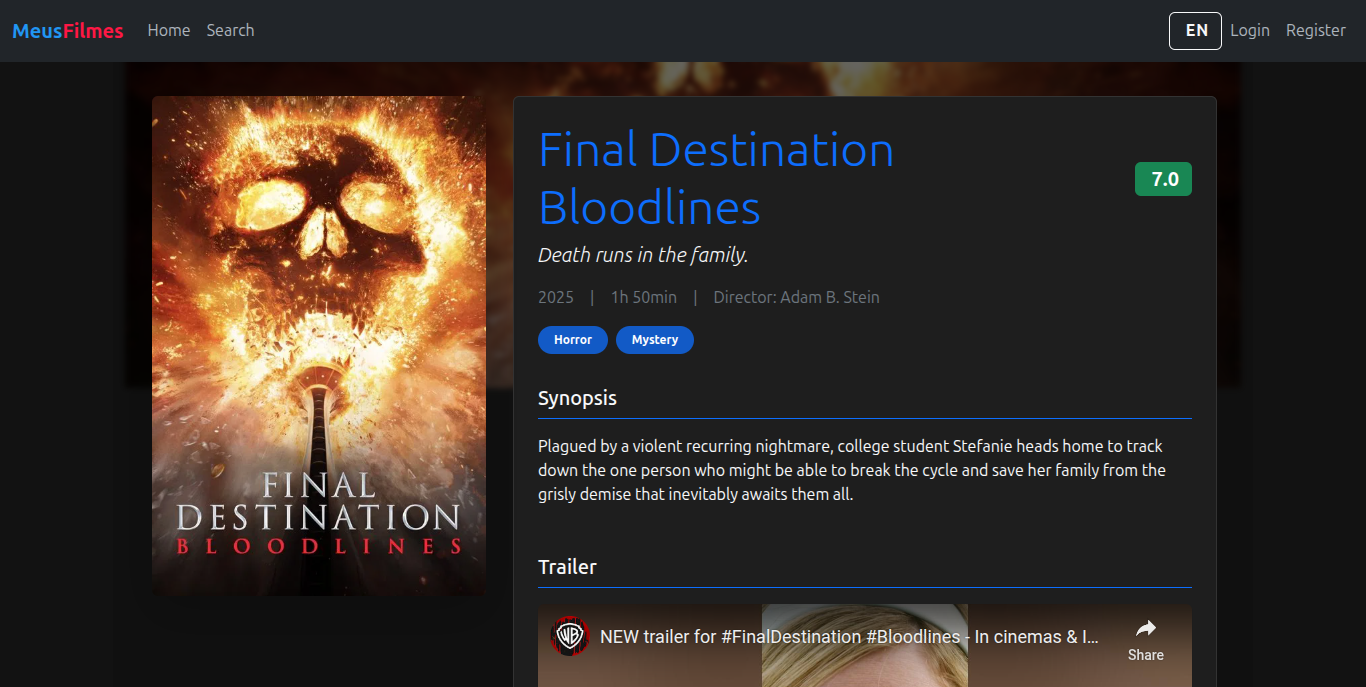 MeusFilmes Home Search EN Login Register
Final Destination
Bloodlines
7.0
Death runs in the family.
2025 | 1h 50min | Director: Adam B. Stein
Horror Mystery
Synopsis
Plagued by a violent recurring nightmare, college student Stefanie heads home to track
down the one person who might be able to break the cycle and save her family from the
grisly demise that inevitably awaits them all.
Trailer
NEW trailer for #FinalDestination #Bloodlines - In cinemas & I...
Share
WB
FINAL
DESTINATION
BLOODLINES